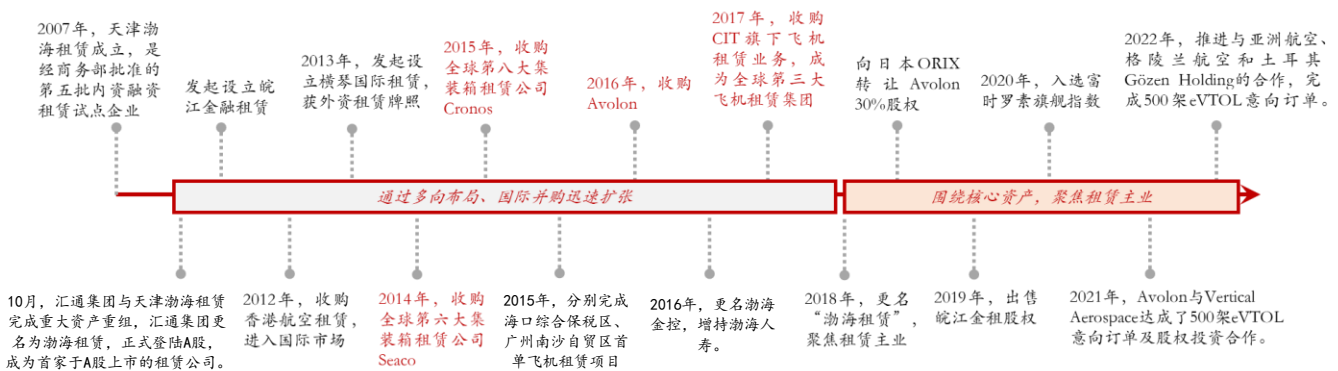 2007年，天津渤
海租赁成立，是
经商务部批准的
第五批内资融资
租赁试点企业
发起设立皖
江金融租赁
2013年，发起设
立横琴国际租赁，
获外资租赁牌照
2015年，收购
全球第八大集
装箱租赁公司
Cronos
2016年，收购
Avolon
2017年，收购
CIT旗下飞机
租赁业务，成
为全球第三大
飞机租赁集团
向日本ORIX
转让Avolon
30%股权
2020年，入选富
时罗素旗舰指数
2022年，推进与亚洲航空、
格陵兰航空和土耳其
Gözen Holding的合作，完
成500架eVTOL意向订单。
通过多向布局、国际并购迅速扩张
围绕核心资产，聚焦租赁主业
10月，汇通集团与天津渤海租赁
完成重大资产重组，汇通集团更
名为渤海租赁，正式登陆A股，
成为首家于A股上市的租赁公司。
2012年，收购
香港航空租赁，
进入国际市场
2014年，收购
全球第六大集
装箱租赁公司
Seaco
2015年，分别完成
海口综合保税区、
广州南沙自贸区首
单飞机租赁项目
2016年，更名渤海
金控，增持渤海人
寿。
2018年，更名
“渤海租赁”，
聚焦租赁主业
2019年，出售
皖江金租股权
2021年，Avolon与Vertical
Aerospace达成了500架eVTOL
意向订单及股权投资合作。